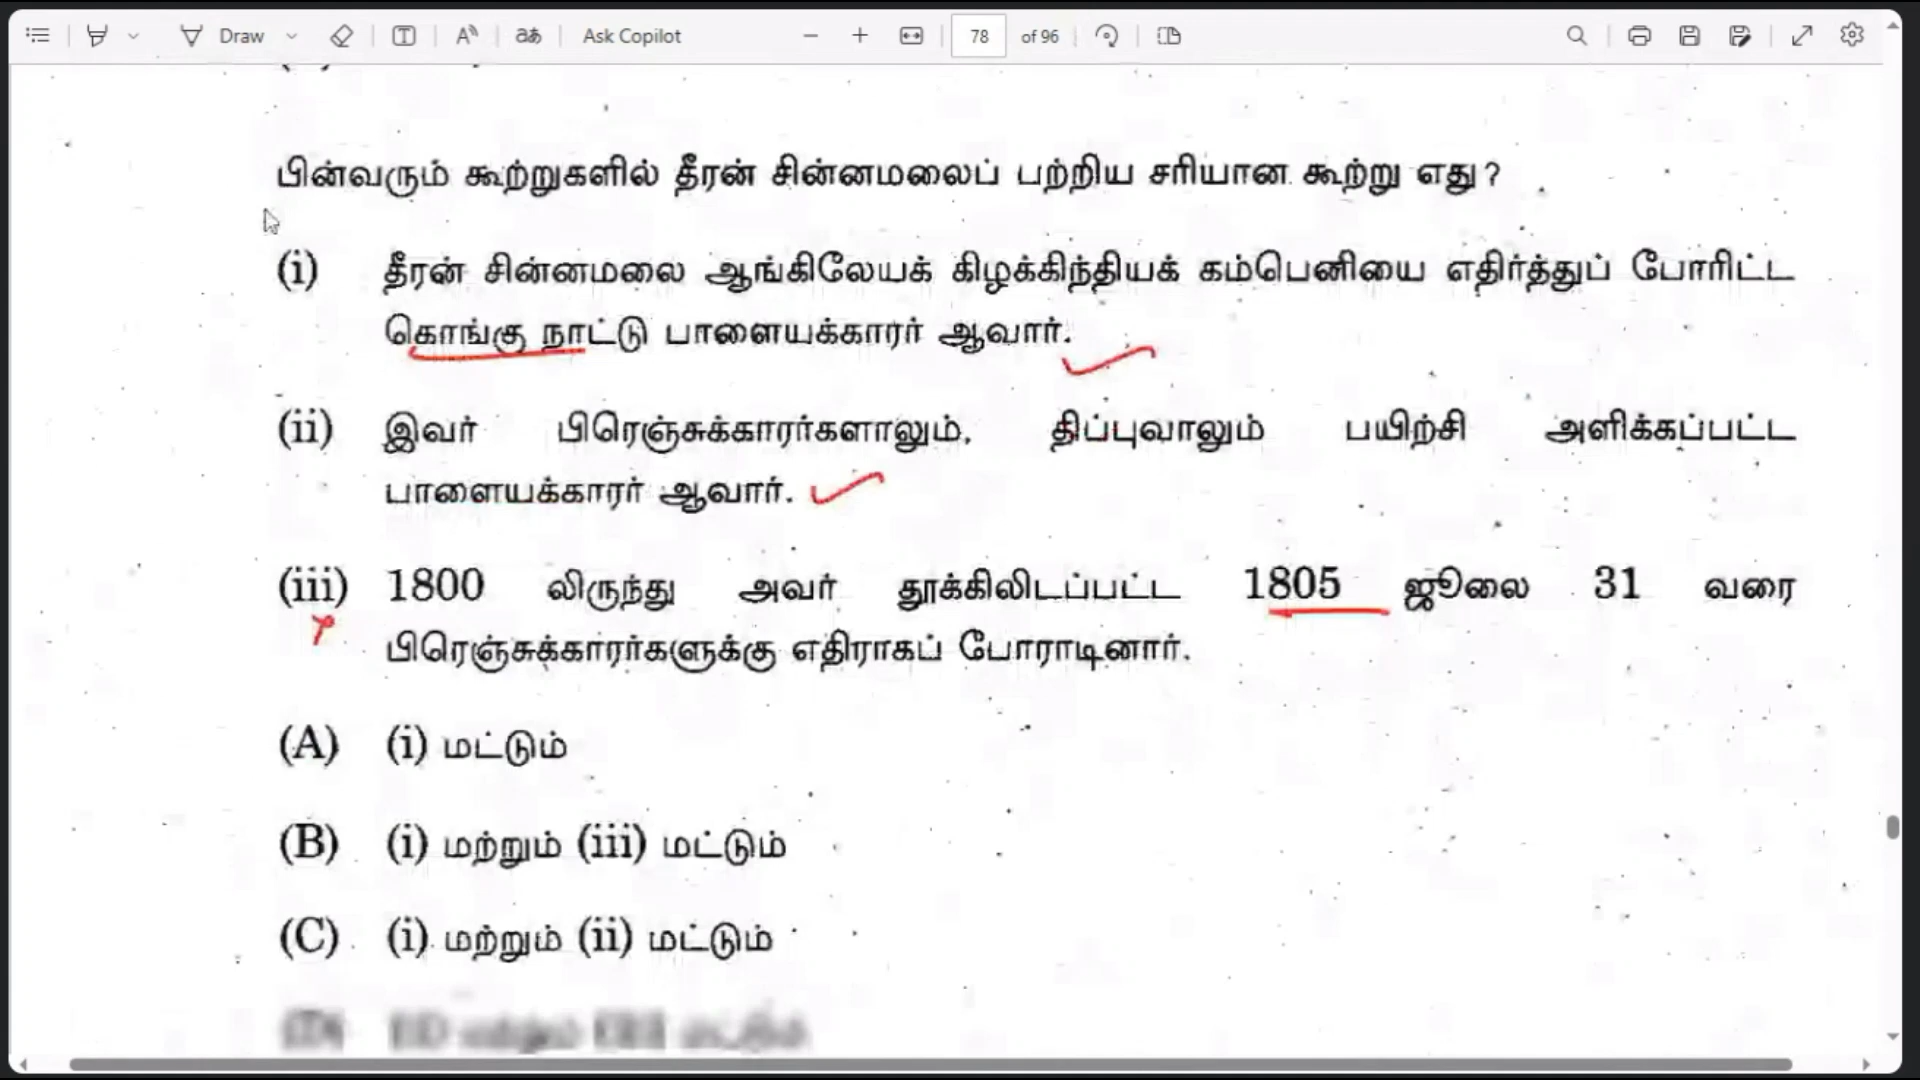 Draw
Ask Copilot
78 of 96
பின்வரும் கூற்றுகளில் தீரன் சின்னமலைப் பற்றிய சரியான கூற்று எது?
(i) தீரன் சின்னமலை ஆங்கிலேயக் கிழக்கிந்தியக் கம்பெனியை எதிர்த்துப் போரிட்ட
கொங்கு நாட்டு பாளையக்காரர் ஆவார்.
(ii) இவர் பிரெஞ்சுக்காரர்களாலும், திப்புவாலும் பயிற்சி அளிக்கப்பட்ட
பாளையக்காரர் ஆவார்.
(iii) 1800 லிருந்து அவர் தூக்கிலிடப்பட்ட 1805 ஜூலை 31 வரை
பிரெஞ்சுக்காரர்களுக்கு எதிராகப் போராடினார்.
(A) (i) மட்டும்
(B) (i) மற்றும் (iii) மட்டும்
(C) (i) மற்றும் (ii) மட்டும்